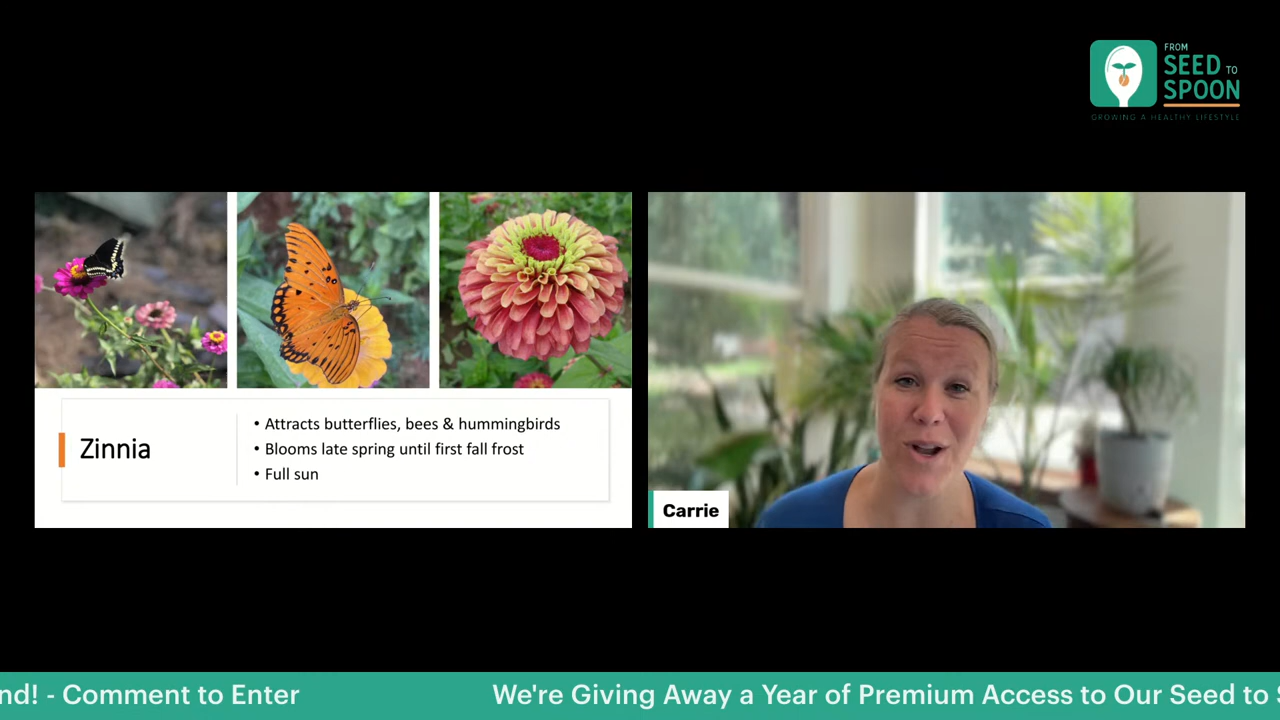 FROM
SEED TO
SPOON
GROWING A HEALTHY LIFESTYLE
Zinnia
• Attracts butterflies, bees & hummingbirds
• Blooms late spring until first fall frost
• Full sun
Carrie
nd! - Comment to Enter
We're Giving Away a Year of Premium Access to Our Seed to